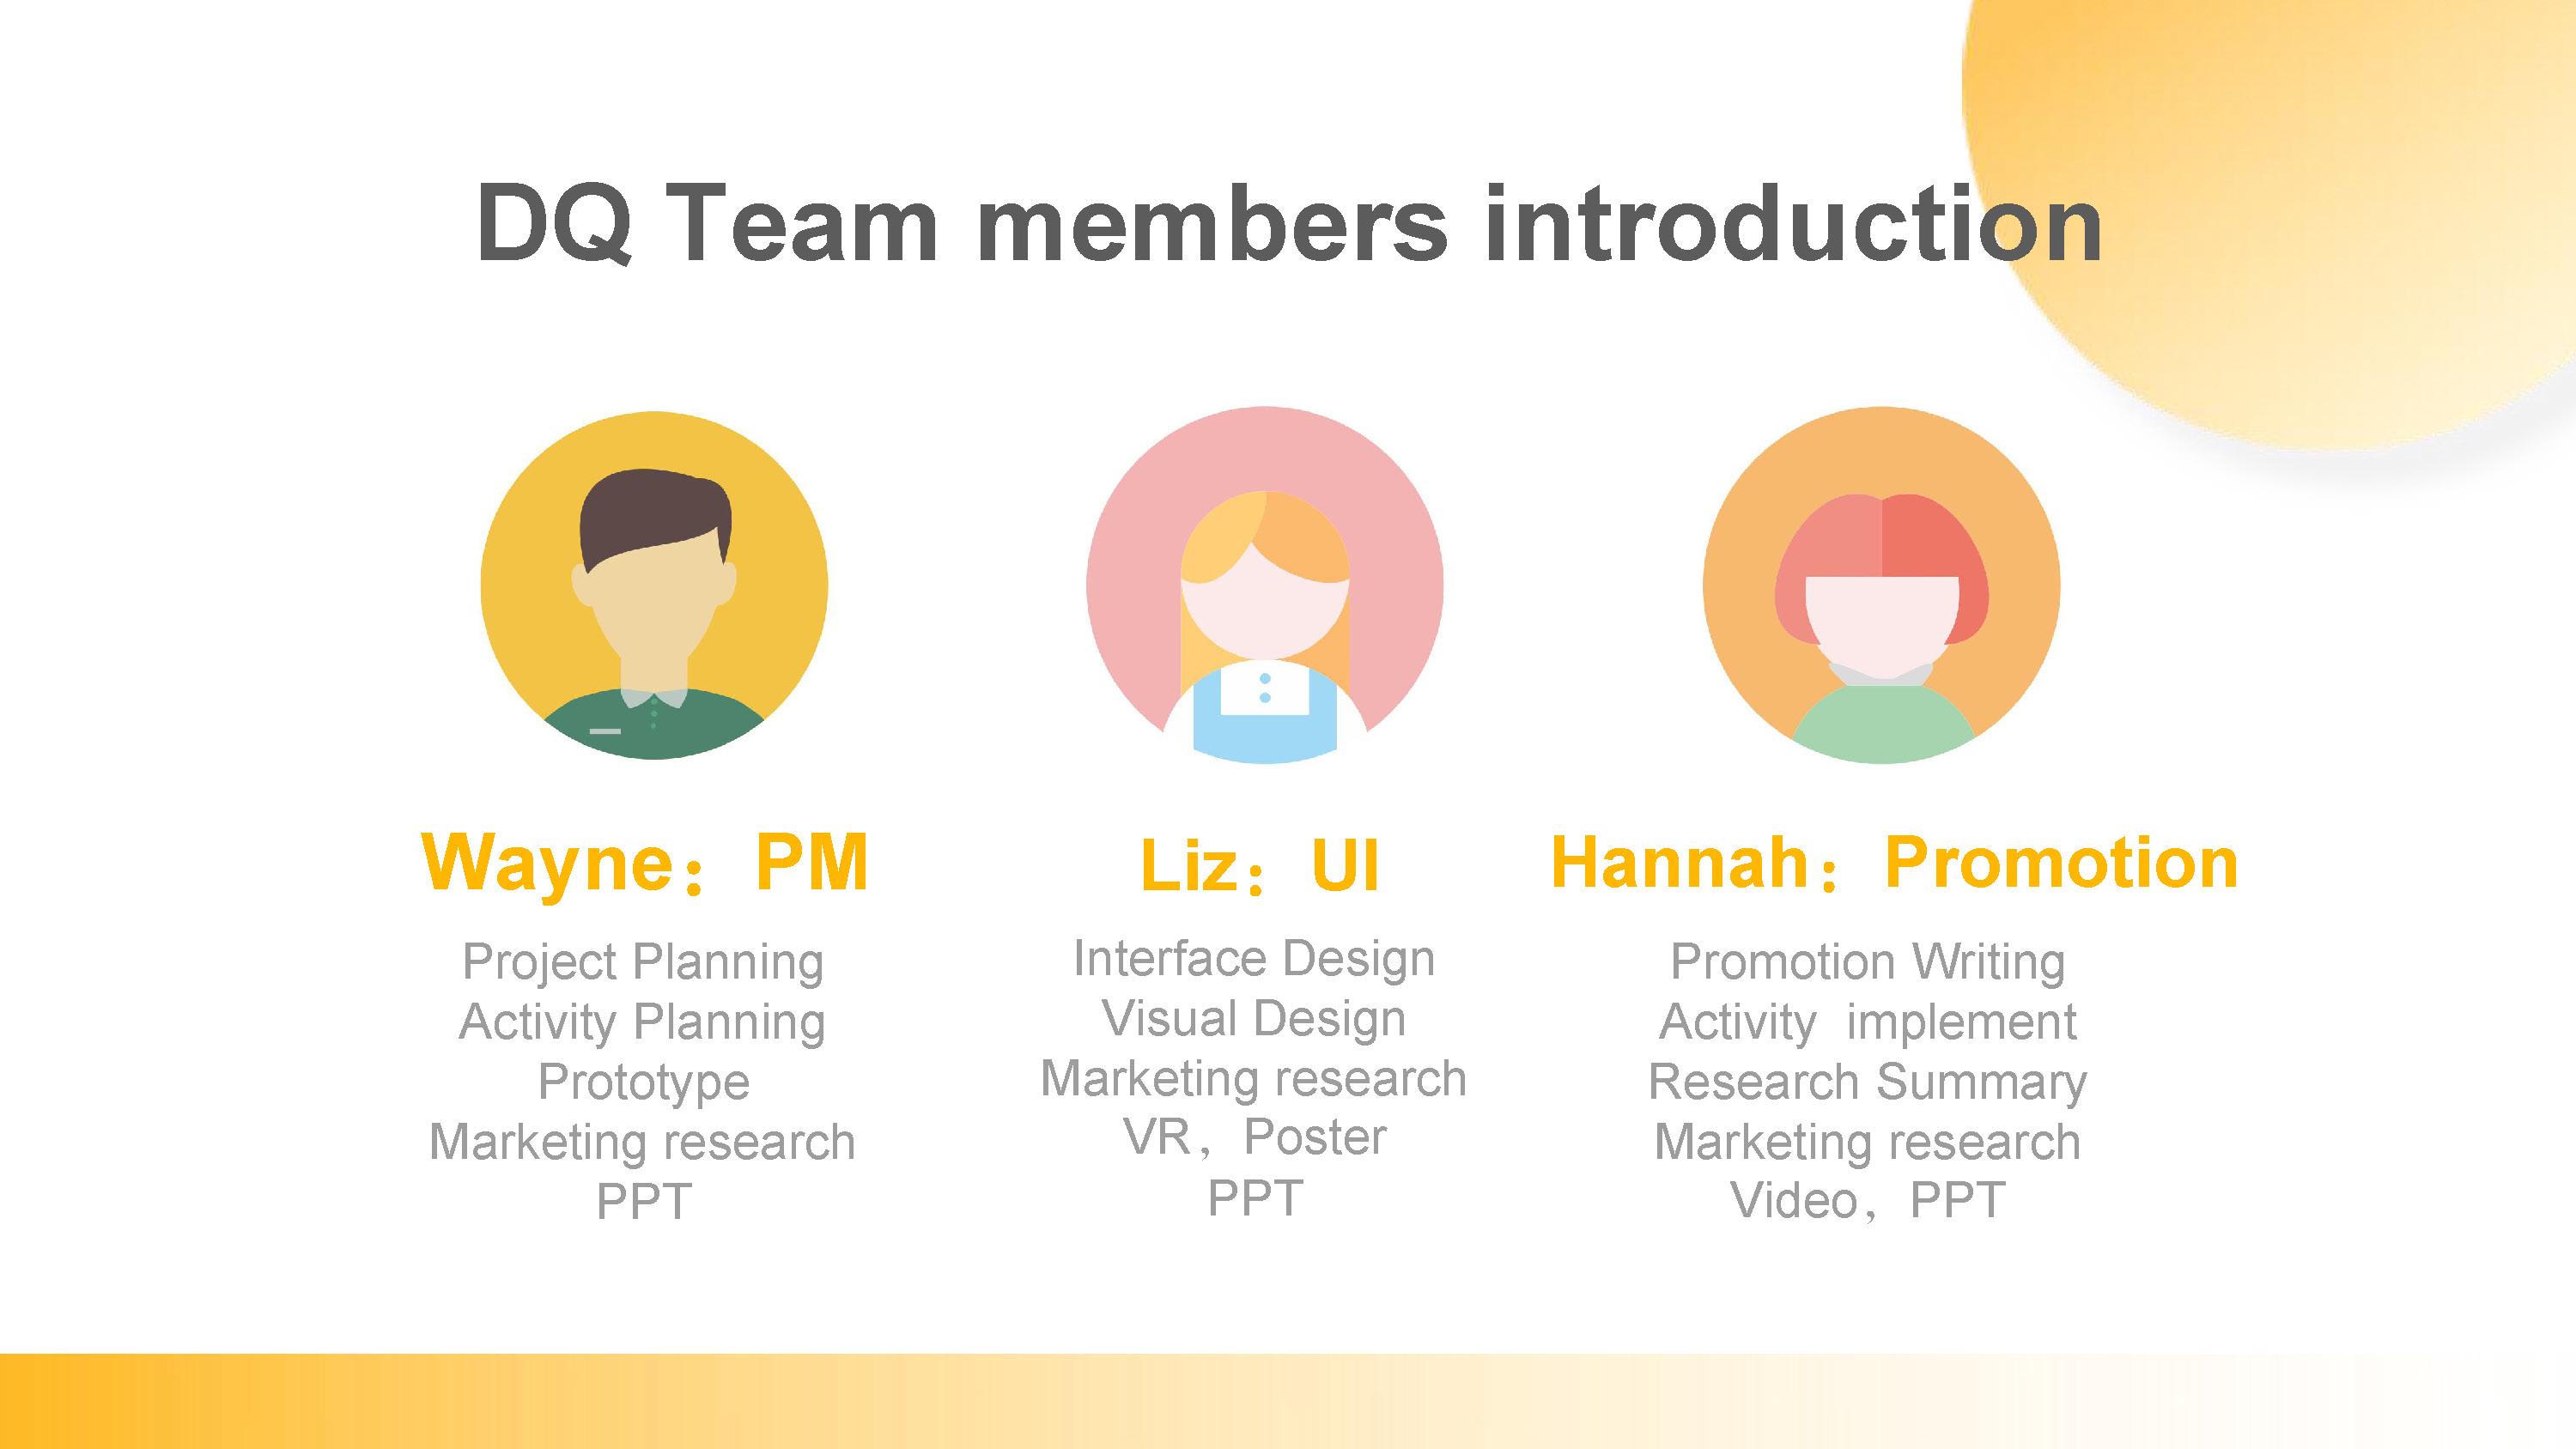 DQ Team members introduction
Wayne：PM
Project Planning
Activity Planning
Prototype
Marketing research
PPT
Liz：UI
Interface Design
Visual Design
Marketing research
VR，Poster
PPT
Hannah：Promotion
Promotion Writing
Activity implement
Research Summary
Marketing research
Video，PPT